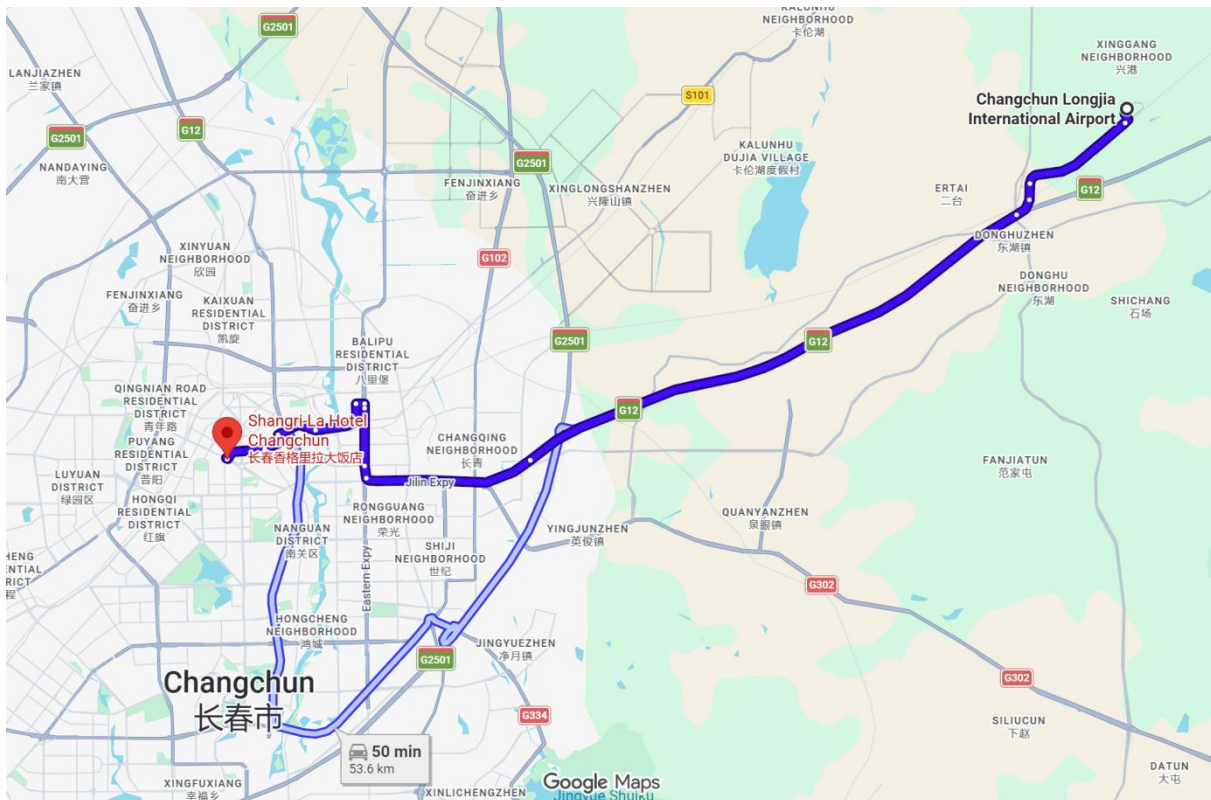 G2501
KALUNHU
NEIGHBORHOOD
卡伦湖
XINGGANG
NEIGHBORHOOD
兴港
LANJIAZHEN
兰家镇
S101
Changchun Longjia
International Airport
G2501
G12
G2501
KALUNHU
DUJIA VILLAGE
卡伦湖度假村
NANDAYING
南大营
FENJINXIANG
奋进乡
XINGLONGSHANZHEN
兴隆山镇
ERTAI
二台
G12
XINYUAN
NEIGHBORHOOD
欣园
G102
DONGHUZHEN
东湖镇
FENJINXIANG
奋进乡
KAIXUAN
RESIDENTIAL
DISTRICT
凯旋
DONGHU
NEIGHBORHOOD
东湖
SHICHANG
石场
BALIPU
RESIDENTIAL
DISTRICT
八里堡
G2501
G12
QINGNIAN ROAD
RESIDENTIAL
DISTRICT
青年路
G12
Shangri-La Hotel
Changchun
长春香格里拉大饭店
PUYANG
RESIDENTIAL
DISTRICT
普阳
CHANGQING
NEIGHBORHOOD
长青
LUYUAN
DISTRICT
绿园区
Jilin Expy
FANJIATUN
范家屯
HONGQI
RESIDENTIAL
DISTRICT
红旗
RONGGUANG
NEIGHBORHOOD
荣光
QUANYANZHEN
泉眼镇
NANGUAN
DISTRICT
南关区
YINGJUNZHEN
英俊镇
SHIJI
NEIGHBORHOOD
世纪
CHENG
DENTIAL
TRICT
程
Eastern Expy
G302
HONGCHENG
NEIGHBORHOOD
鸿城
JINGYUEZHEN
净月镇
G2501
Changchun
长春市
G302
G334
SILIUCUN
下赵
50 min
53.6 km
DATUN
大屯
XINGFUXIANG
幸福乡
XINLICHENGZHEN
Google Maps
Jingyue Shuiku